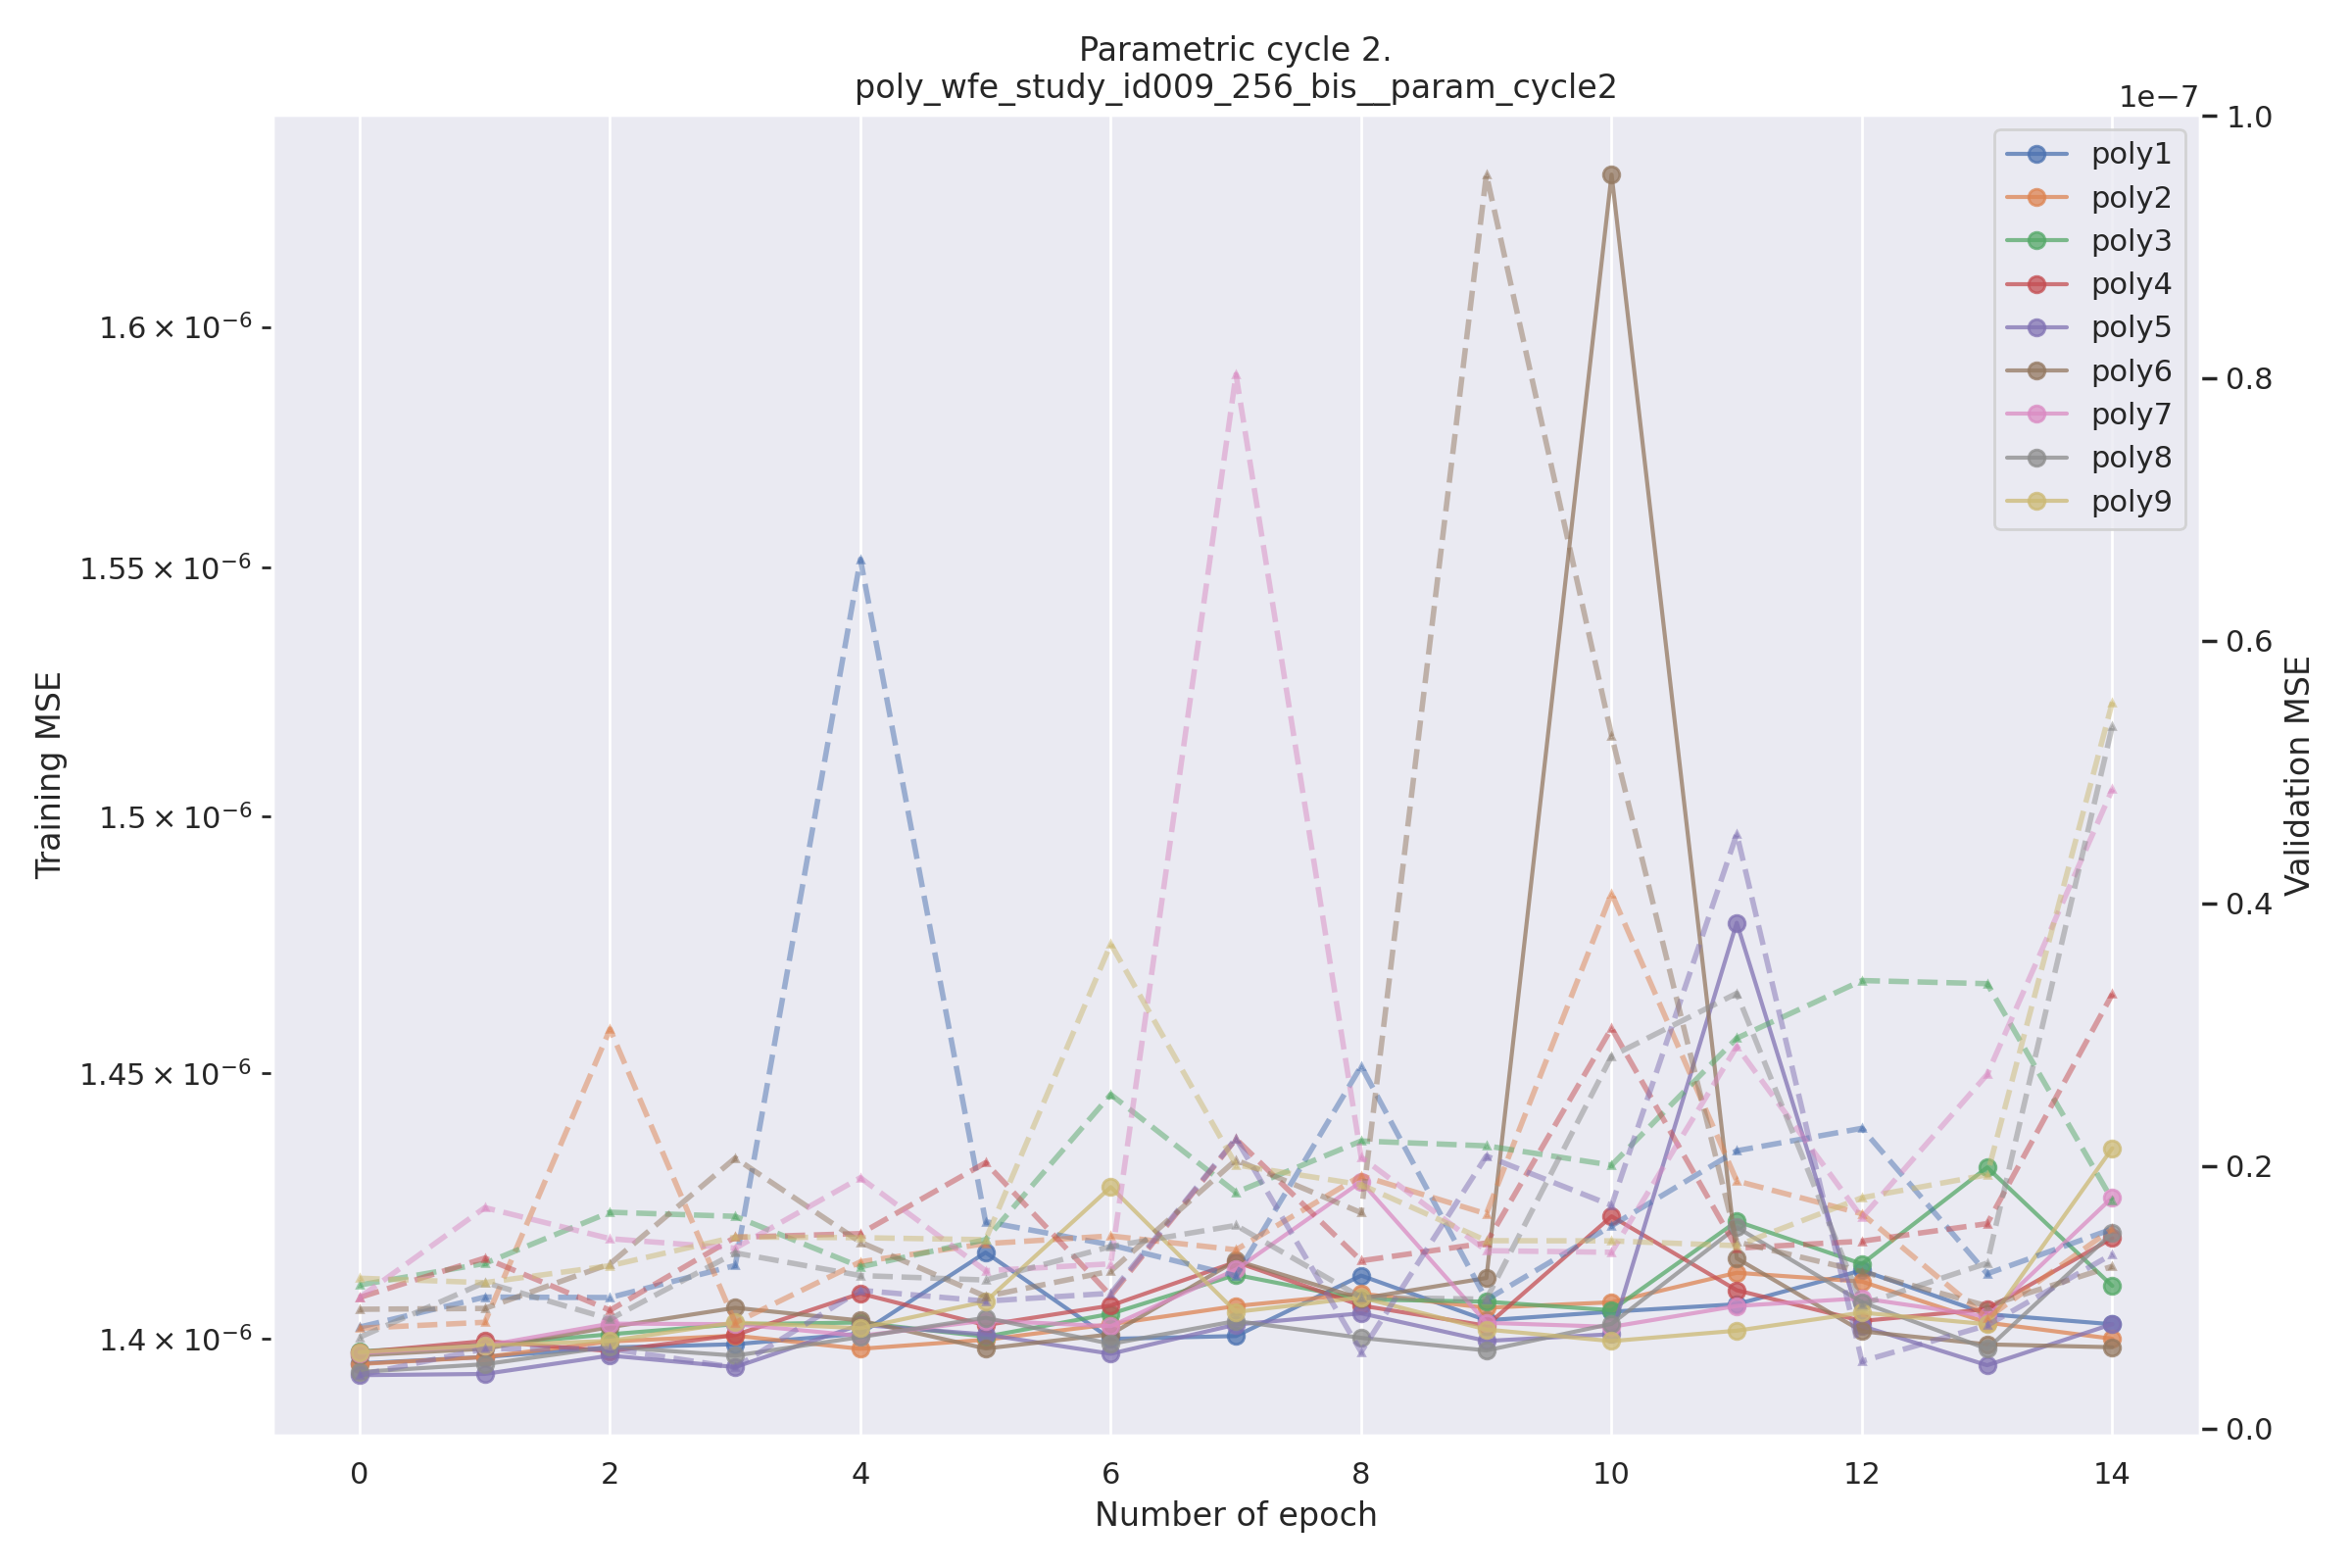 Parametric cycle 2.
poly_wfe_study_id009_256_bis__param_cycle2
1e−7
1.6 × 10⁻⁶
1.55 × 10⁻⁶
1.5 × 10⁻⁶
1.45 × 10⁻⁶
1.4 × 10⁻⁶
Training MSE
poly1
poly2
poly3
poly4
poly5
poly6
poly7
poly8
poly9
1.0
0.8
0.6
0.4
0.2
0.0
Validation MSE
0 2 4 6 8 10 12 14
Number of epoch